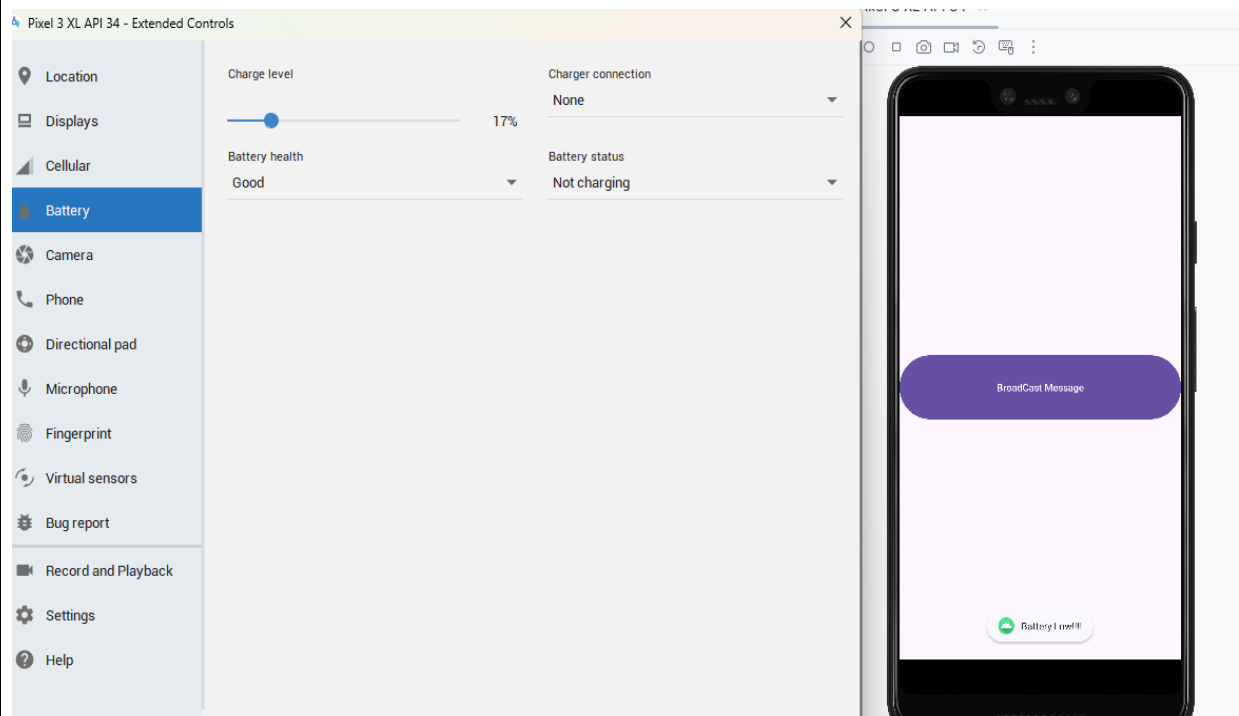 Pixel 3 XL API 34 - Extended Controls
Location
Displays
Cellular
Battery
Camera
Phone
Directional pad
Microphone
Fingerprint
Virtual sensors
Bug report
Record and Playback
Settings
Help
Charge level
17%
Charger connection
None
Battery health
Good
Battery status
Not charging
BroadCast Message
Battery Low!!!